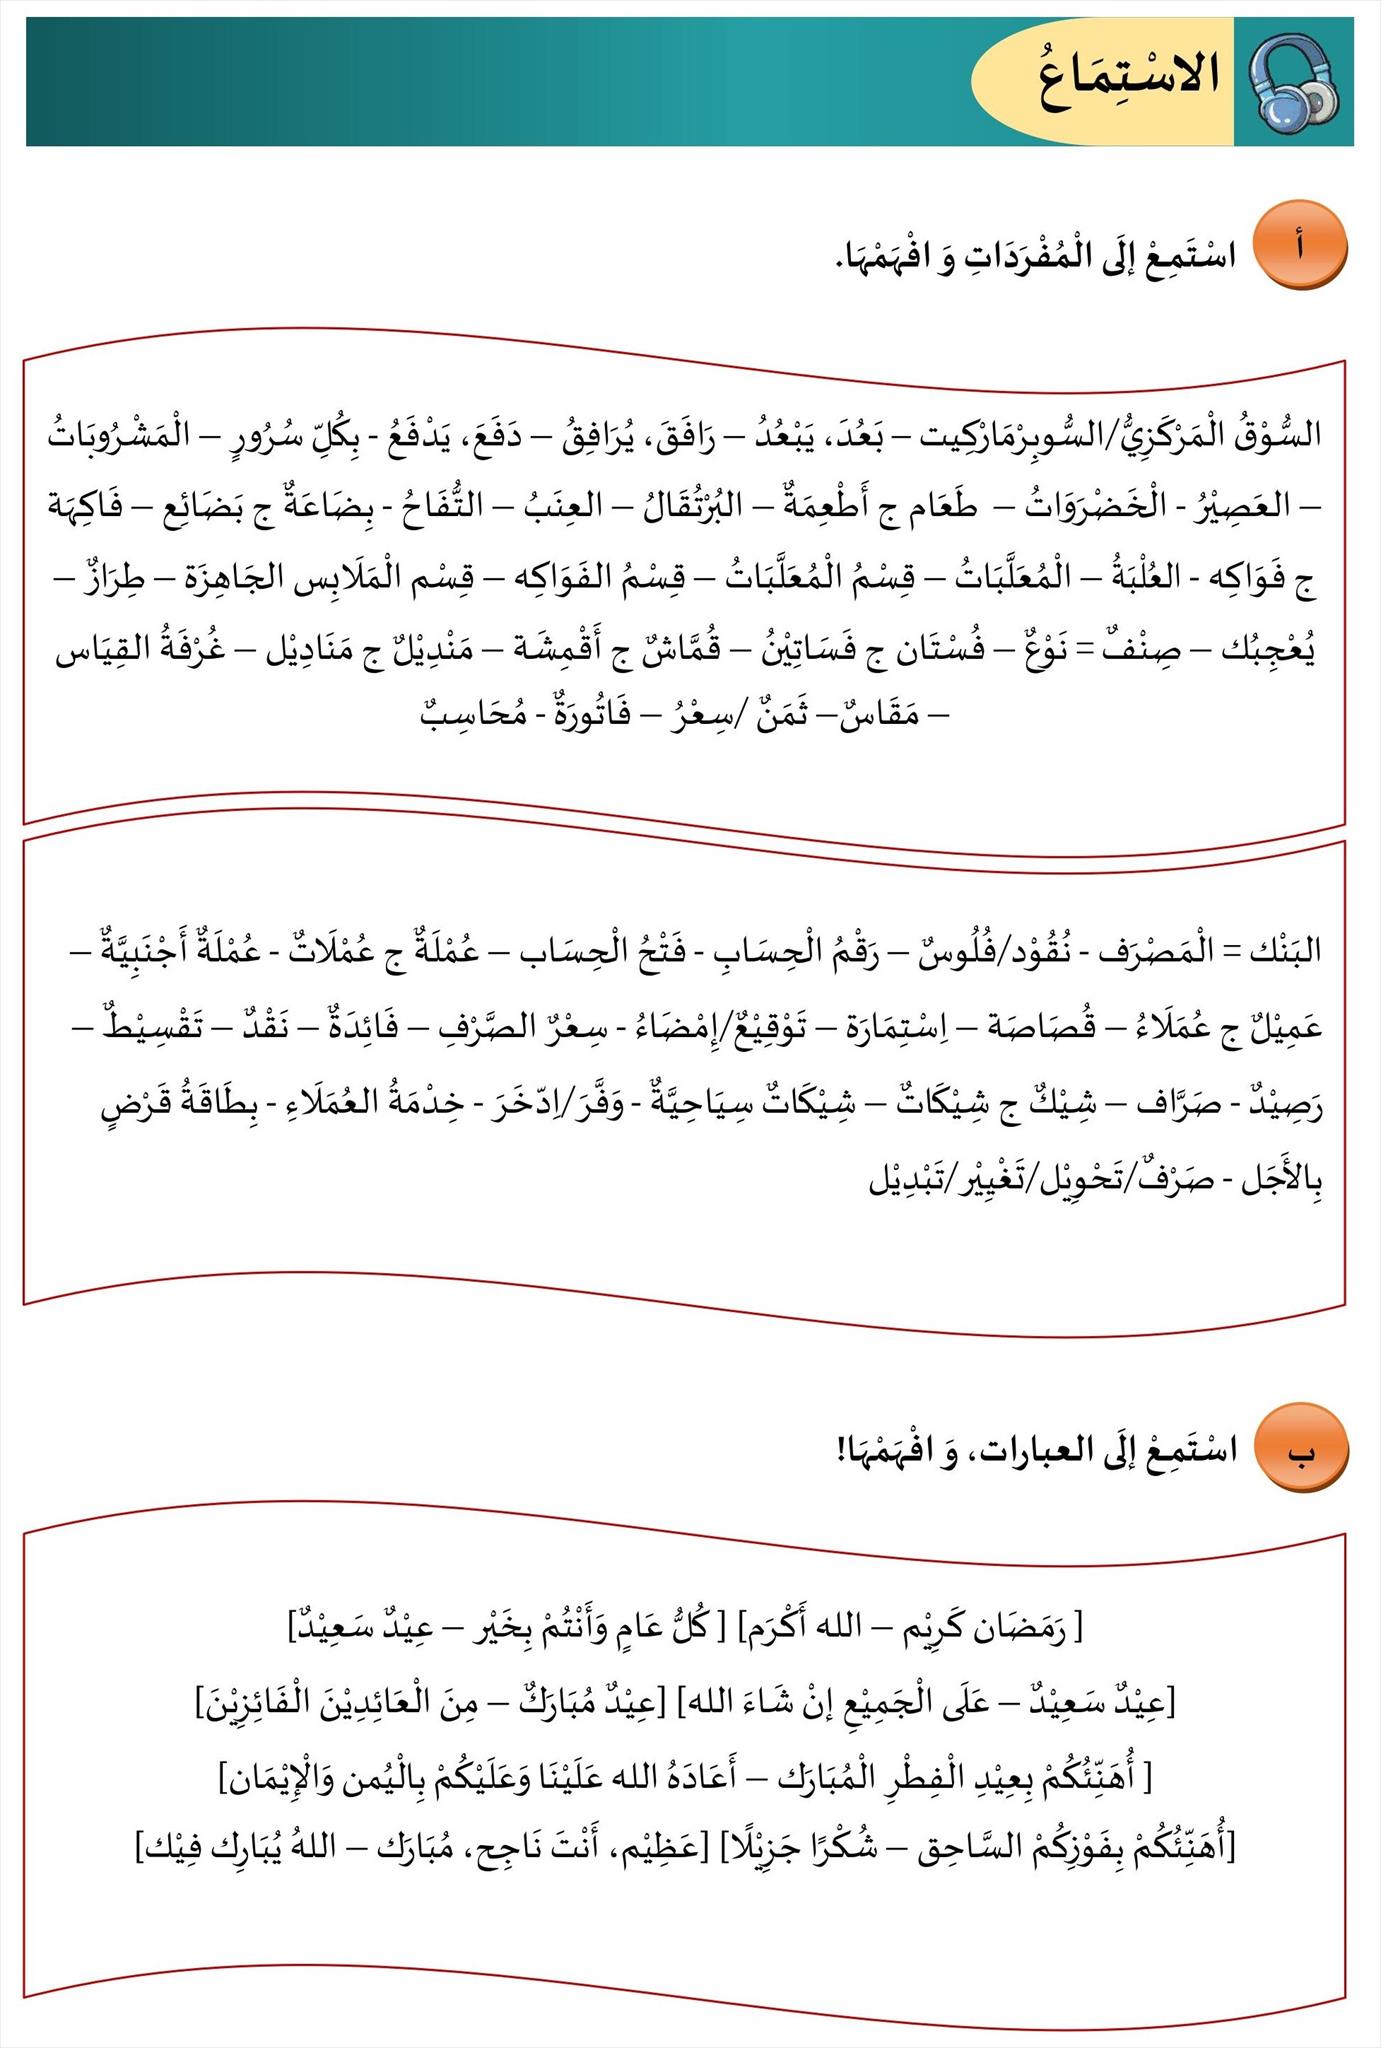 الاسْتِمَاعُ
أ
اسْتَمِعْ إلَى الْمُفْرَدَاتِ وَ افْهَمْهَا.
السُّوْقُ الْمَرْكَزِيُّ/السُّوبِرْمَارْكِيت – بَعُدَ، يَبْعُدُ – رَافَقَ، يُرَافِقُ – دَفَعَ، يَدْفَعُ - بِكُلِّ سُرُورٍ – الْمَشْرُوبَاتُ
– العَصِيْرُ - الْخَضْرَوَاتُ – طَعَام ج أَطْعِمَةٌ – البُرْتُقَالُ – العِنَبُ – التُّفَاحُ - بِضَاعَةٌ ج بَضَائِع – فَاكِهَة
ج فَوَاكِه - العُلْبَةُ – الْمُعَلَّبَاتُ – قِسْمُ الْمُعَلَّبَاتُ – قِسْمُ الفَوَاكِه – قِسْم الْمَلَابِس الجَاهِزَة – طِرَازٌ –
يُعْجِبُك – صِنْفٌ = نَوْعٌ – فُسْتَان ج فَسَاتِيْنُ – قُمَّاشٌ ج أَقْمِشَة – مَنْدِيْلٌ ج مَنَادِيْل – غُرْفَةُ القِيَاس
– مَقَاسٌ– ثَمَنٌ /سِعْرُ – فَاتُورَةٌ - مُحَاسِبٌ
البَنْك = الْمَصْرَف - نُقُوْد/فُلُوسٌ – رَقْمُ الْحِسَابِ - فَتْحُ الْحِسَاب – عُمْلَةٌ ج عُمْلَاتٌ - عُمْلَةٌ أَجْنَبِيَّةٌ –
عَمِيْلٌ ج عُمَلَاءُ – قُصَاصَة – اِسْتِمَارَة – تَوْقِيْعٌ/إِمْضَاءُ - سِعْرٌ الصَّرْفِ – فَائِدَةٌ – نَقْدٌ – تَقْسِيْطٌ –
رَصِيْدٌ - صَرَّاف – شِيْكٌ ج شِيْكَاتٌ – شِيْكَاتٌ سِيَاحِيَّةٌ - وَفَّرَ/اِدّخَرَ - خِدْمَةُ العُمَلَاءِ - بِطَاقَةُ قَرْضٍ
بِالأَجَل - صَرْفٌ/تَحْوِيْل/تَغْيِيْر/تَبْدِيْل
ب
اسْتَمِعْ إلَى العبارات، وَ افْهَمْهَا!
[ رَمَضَان كَرِيْم – الله أَكْرَم] [ كُلُّ عَامٍ وَأَنْتُمْ بِخَيْر – عِيْدٌ سَعِيْدٌ]
[عِيْدٌ سَعِيْدٌ – عَلَى الْجَمِيْعِ إنْ شَاءَ الله] [عِيْدٌ مُبَارَكٌ – مِنَ الْعَائِدِيْنَ الْفَائِزِيْنَ]
[ أُهَنِّئُكُمْ بِعِيْدِ الْفِطْرِ الْمُبَارَك – أَعَادَهُ الله عَلَيْنَا وَعَلَيْكُمْ بِالْيُمن وَالْإِيْمَان]
[أُهَنِّئُكُمْ بِفَوْزِكُمْ السَّاحِق – شُكْرًا جَزِيْلًا] [عَظِيْم، أَنْتَ نَاجِح، مُبَارَك – اللهُ يُبَارِك فِيْك]